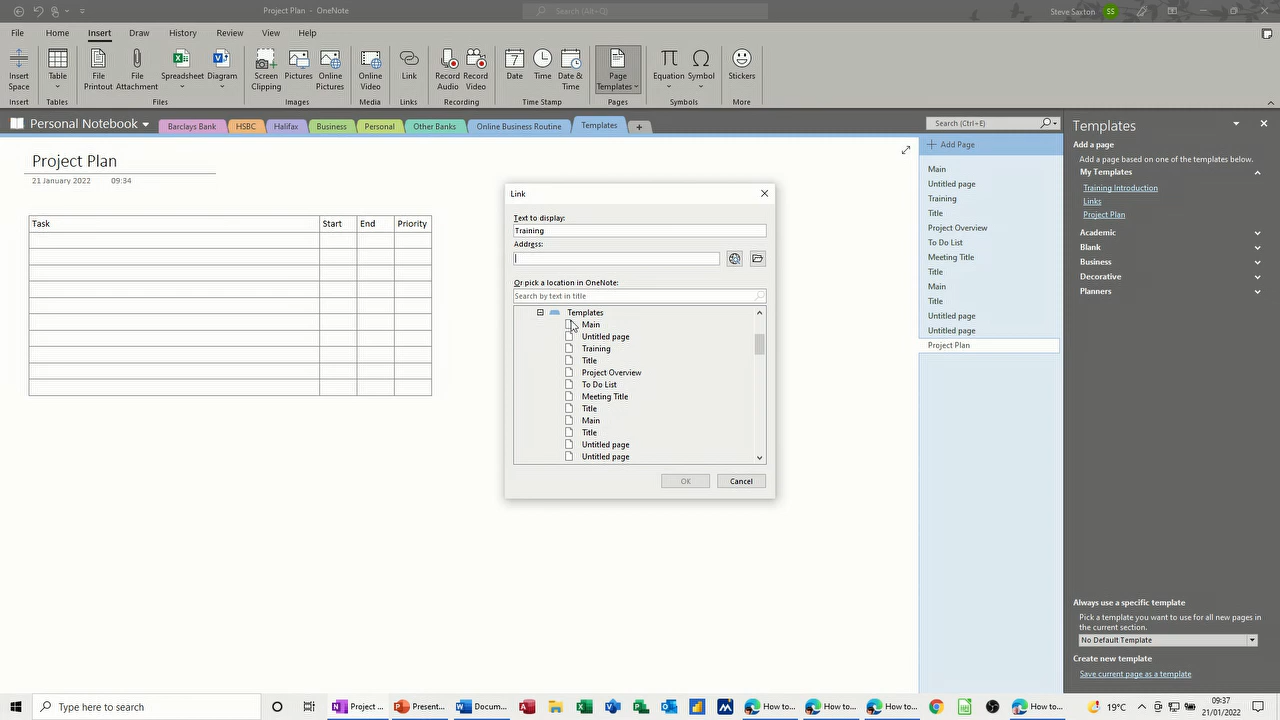 Project Plan - OneNote
Search (Alt+Q)
Steve Saxton
SS
File Home Insert Draw History Review View Help
Insert Space
Table
File Printout
File Attachment
Spreadsheet
Diagram
Screen Clipping
Pictures
Online Pictures
Online Video
Link
Record Audio
Record Video
Date
Time
Date & Time
Page Templates
Equation
Symbol
Stickers
Insert Tables Files Images Media Links Recording Time Stamp Pages Symbols More
Personal Notebook
Barclays Bank HSBC Halifax Business Personal Other Banks Online Business Routine Templates +
Search (Ctrl+E)
Project Plan
21 January 2022 09:34
Task Start End Priority
Link
Text to display:
Training
Address:
Or pick a location in OneNote:
Search by text in title
Templates
Main
Untitled page
Training
Title
Project Overview
To Do List
Meeting Title
Title
Main
Title
Untitled page
Untitled page
OK Cancel
Add Page
Main
Untitled page
Training
Title
Project Overview
To Do List
Meeting Title
Title
Main
Title
Untitled page
Untitled page
Project Plan
Templates
Add a page
Add a page based on one of the templates below.
My Templates
Training Introduction
Links
Project Plan
Academic
Blank
Business
Decorative
Planners
Always use a specific template
Pick a template you want to use for all new pages in
the current section.
No Default Template
Create new template
Save current page as a template
Type here to search
Project ...
Present...
Docum...
How to...
How to...
How to...
How to...
19°C
09:37
21/01/2022